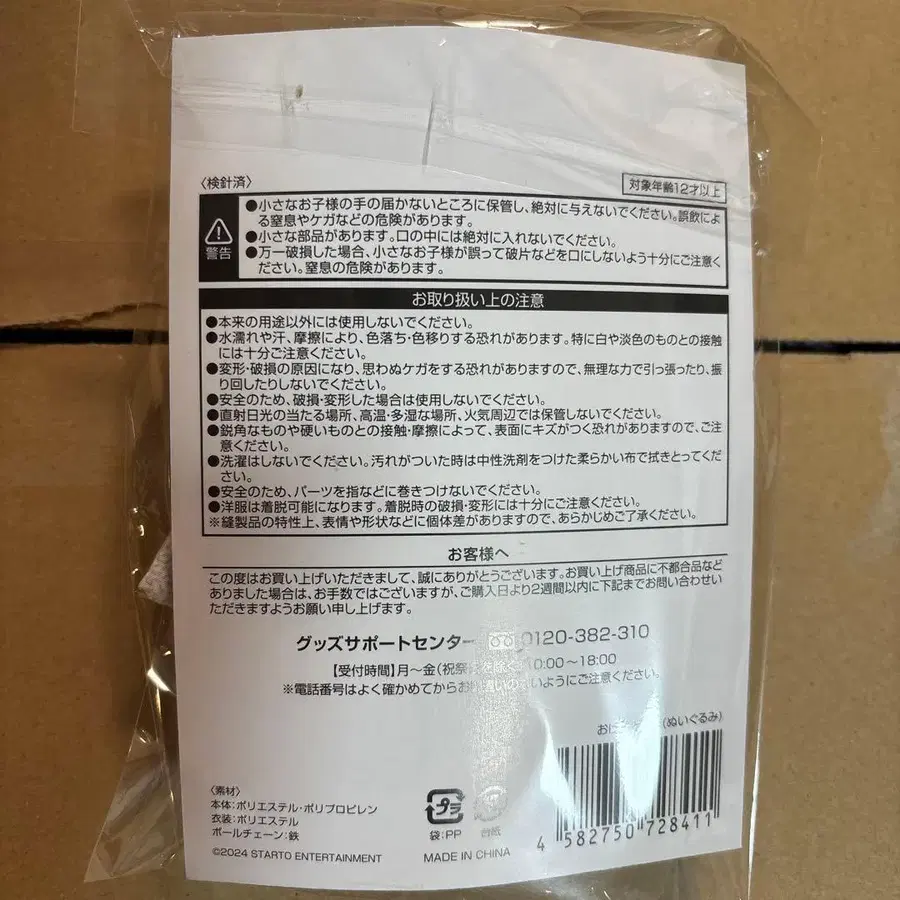 〈検針済〉
対象年齢12才以上
警告
●小さなお子様の手の届かないところに保管し、絶対に与えないでください。誤飲によ
る窒息やケガなどの危険があります。
●小さな部品があります。口の中には絶対に入れないでください。
●万一破損した場合、小さなお子様が誤って破片などを口にしないよう十分にご注意く
ださい。窒息の危険があります。
お取り扱い上の注意
●本来の用途以外には使用しないでください。
●水濡れや汗、摩擦により、色落ち・色移りする恐れがあります。特に白や淡色のものとの接触
には十分ご注意ください。
●変形・破損の原因になり、思わぬケガをする恐れがありますので、無理な力で引っ張ったり、振
り回したりしないでください。
●安全のため、破損・変形した場合は使用しないでください。
●直射日光の当たる場所、高温・多湿な場所、火気周辺では保管しないでください。
●鋭角なものや硬いものとの接触・摩擦によって、表面にキズがつく恐れがありますので、ご注
意ください。
●洗濯はしないでください。汚れがついた時は中性洗剤をつけた柔らかい布で拭きとってくだ
さい。
●安全のため、パーツを指などに巻きつけないでください。
●洋服は着脱可能になります。着脱時の破損・変形には十分にご注意ください。
※縫製品の特性上、表情や形状などに個体差がありますので、あらかじめご了承ください。
お客様へ
この度はお買い上げいただきまして、誠にありがとうございます。お買い上げ商品に不都合など
ありました場合は、お手数ではございますが、ご購入日より2週間以内に下記までお問い合わせい
ただきますようお願い申し上げます。
グッズサポートセンター 0120-382-310
【受付時間】月〜金(祝祭 を除く 0:00〜18:00
※電話番号はよく確かめてからお いのないようにご注意ください。
(ぬいぐるみ)
〈素材〉
本体:ポリエステル・ポリプロピレン
衣装:ポリエステル
ボールチェーン:鉄
プラ
袋:PP
台紙
4 582750 728411
©2024 STARTO ENTERTAINMENT
MADE IN CHINA